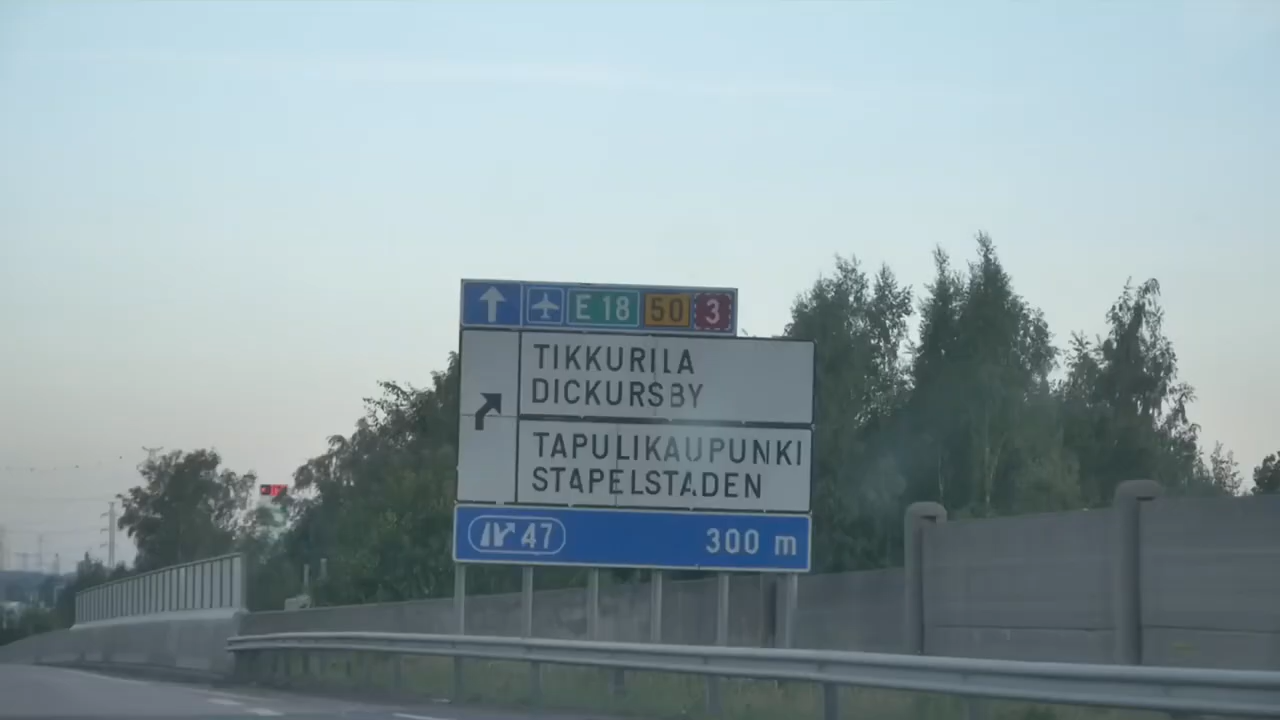 E 18 50 3
TIKKURILA
DICKURSBY
TAPULIKAUPUNKI
STAPELSTADEN
47 300 m